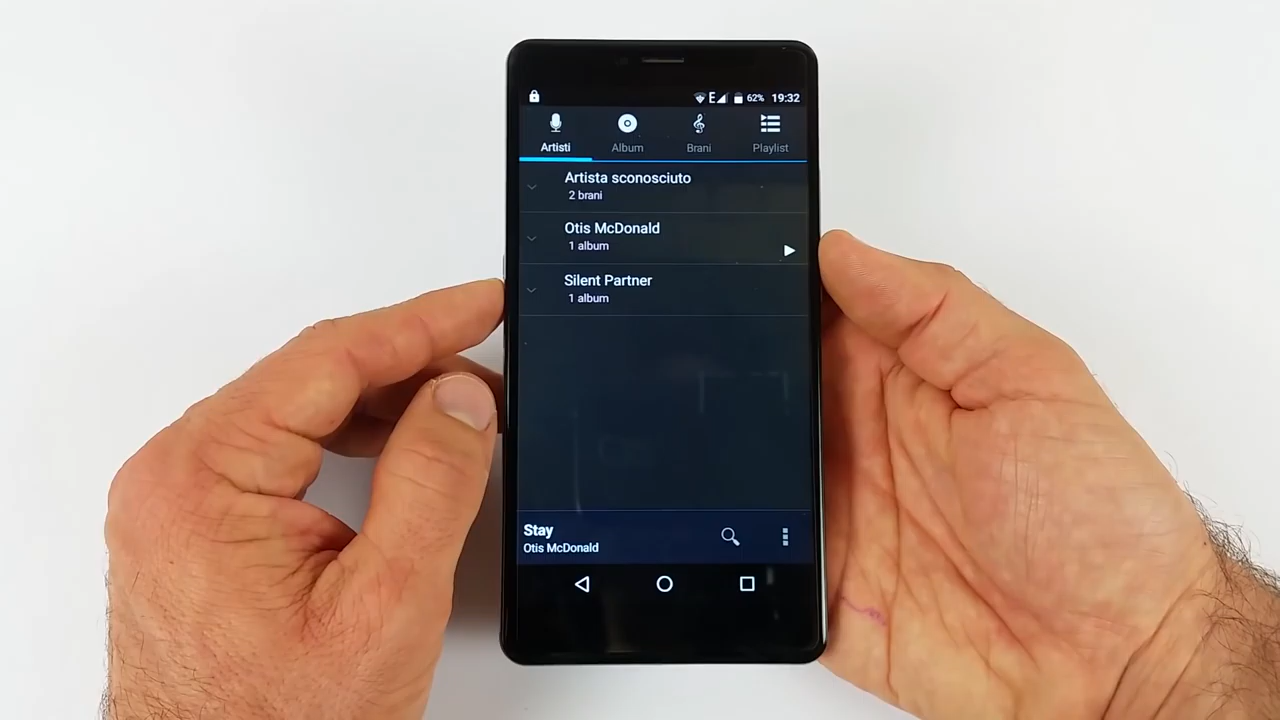 E 62% 19:32
Artisti Album Brani Playlist
Artista sconosciuto
2 brani
Otis McDonald
1 album
Silent Partner
1 album
Stay
Otis McDonald